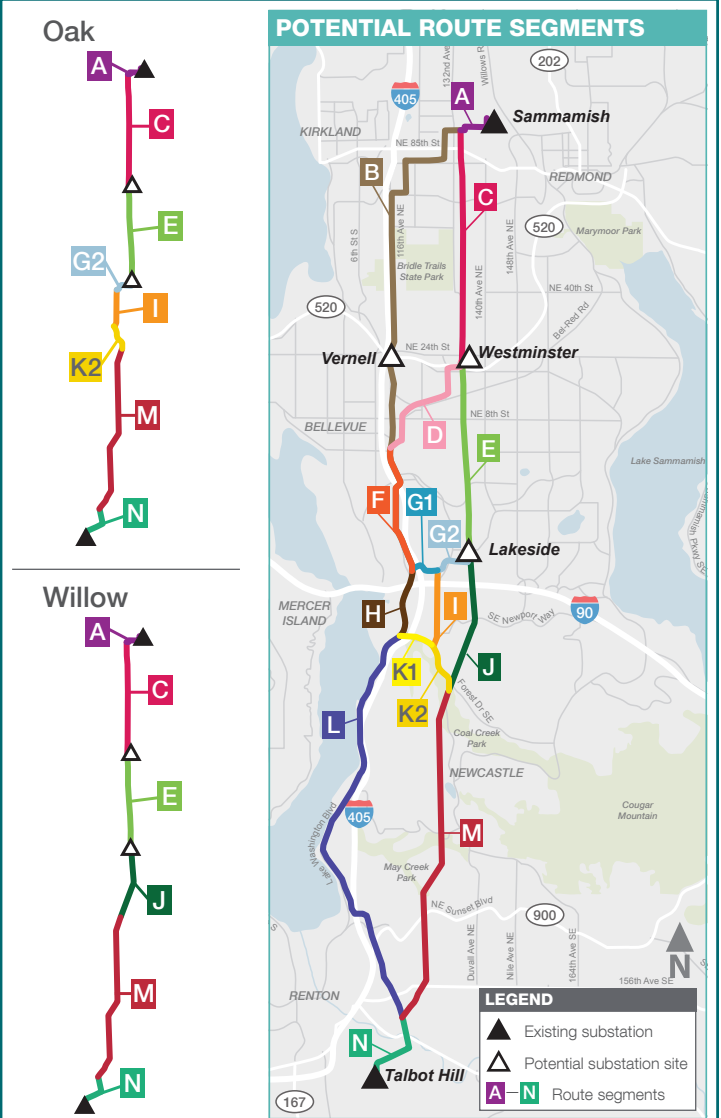 Oak
A
C
E
G2
I
K2
M
N
Willow
A
C
E
J
M
N
POTENTIAL ROUTE SEGMENTS
132nd Ave
Willows R
202
405
A
Sammamish
KIRKLAND
NE 85th St
B
REDMOND
C
520
Marymoor Park
6th St S
116th Ave NE
148th Ave NE
Bridle Trails
State Park
140th Ave NE
NE 40th St
520
Bel-Red Rd
NE 24th St
Vernell
Westminster
D
NE 8th St
BELLEVUE
E
Lake Sammamish
F
G1
G2
Lakeside
MERCER
ISLAND
H
I
SE Newport Way
90
J
K1
K2
Forest Dr SE
L
Coal Creek
Park
NEWCASTLE
405
Cougar
Mountain
Lake Washington Blvd
M
May Creek
Park
NE Sunset Blvd
900
Duvall Ave NE
Nile Ave NE
164th Ave SE
N
156th Ave SE
RENTON
N
Talbot Hill
167
LEGEND
Existing substation
Potential substation site
A–N Route segments